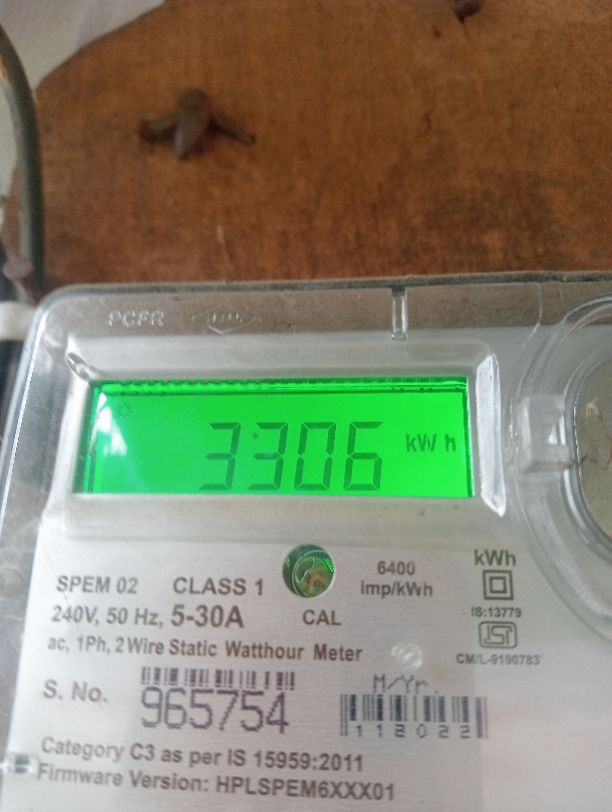 PGFR
3306 kWh
6400
imp/kWh
kWh
SPEM 02 CLASS 1
IS:13779
240V, 50 Hz, 5-30A CAL
ac, 1Ph, 2 Wire Static Watthour Meter
CM/L-9190783
S. No. 965754
M/Yr.
112022
Category C3 as per IS 15959:2011
Firmware Version: HPLSPEM6XXX01